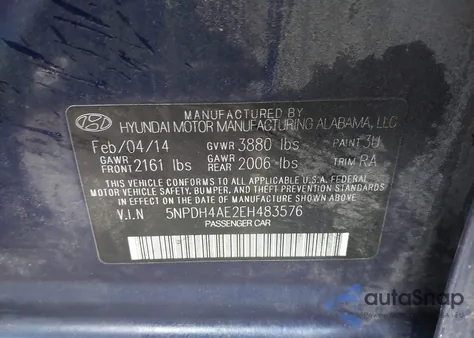 MANUFACTURED BY
HYUNDAI MOTOR MANUFACTURING ALABAMA, LLC
Feb/04/14 GVWR 3880 lbs PAINT 3U
GAWR FRONT 2161 lbs GAWR REAR 2006 lbs TRIM RA
THIS VEHICLE CONFORMS TO ALL APPLICABLE U.S.A. FEDERAL
MOTOR VEHICLE SAFETY, BUMPER, AND THEFT PREVENTION
STANDARDS IN EFFECT ON THE DATE OF MANUFACTURE SHOWN ABOVE.
V.I.N 5NPDH4AE2EH483576
PASSENGER CAR
autoSnap